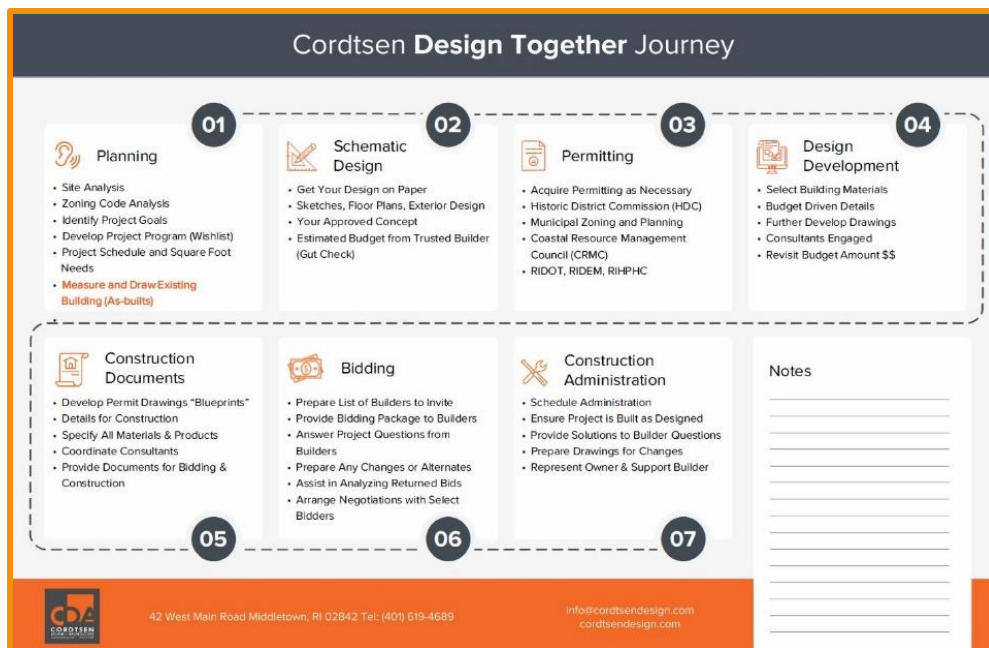 Cordtsen Design Together Journey
01
Planning
• Site Analysis
• Zoning Code Analysis
• Identify Project Goals
• Develop Project Program (Wishlist)
• Project Schedule and Square Foot
Needs
• Measure and Draw Existing
Building (As-builts)
•
02
Schematic
Design
• Get Your Design on Paper
• Sketches, Floor Plans, Exterior Design
• Your Approved Concept
• Estimated Budget from Trusted Builder
(Gut Check)
03
Permitting
• Acquire Permitting as Necessary
• Historic District Commission (HDC)
• Municipal Zoning and Planning
• Coastal Resource Management
Council (CRMC)
• RIDOT, RIDEM, RIHPHC
04
Design
Development
• Select Building Materials
• Budget Driven Details
• Further Develop Drawings
• Consultants Engaged
• Revisit Budget Amount $$
Construction
Documents
• Develop Permit Drawings “Blueprints”
• Details for Construction
• Specify All Materials & Products
• Coordinate Consultants
• Provide Documents for Bidding &
Construction
05
Bidding
• Prepare List of Builders to Invite
• Provide Bidding Package to Builders
• Answer Project Questions from
Builders
• Prepare Any Changes or Alternates
• Assist in Analyzing Returned Bids
• Arrange Negotiations with Select
Bidders
06
Construction
Administration
• Schedule Administration
• Ensure Project is Built as Designed
• Provide Solutions to Builder Questions
• Prepare Drawings for Changes
• Represent Owner & Support Builder
07
Notes
CDA
CORDTSEN
42 West Main Road Middletown, RI 02842 Tel: (401) 619-4689
info@cordtsendesign.com
cordtsendesign.com